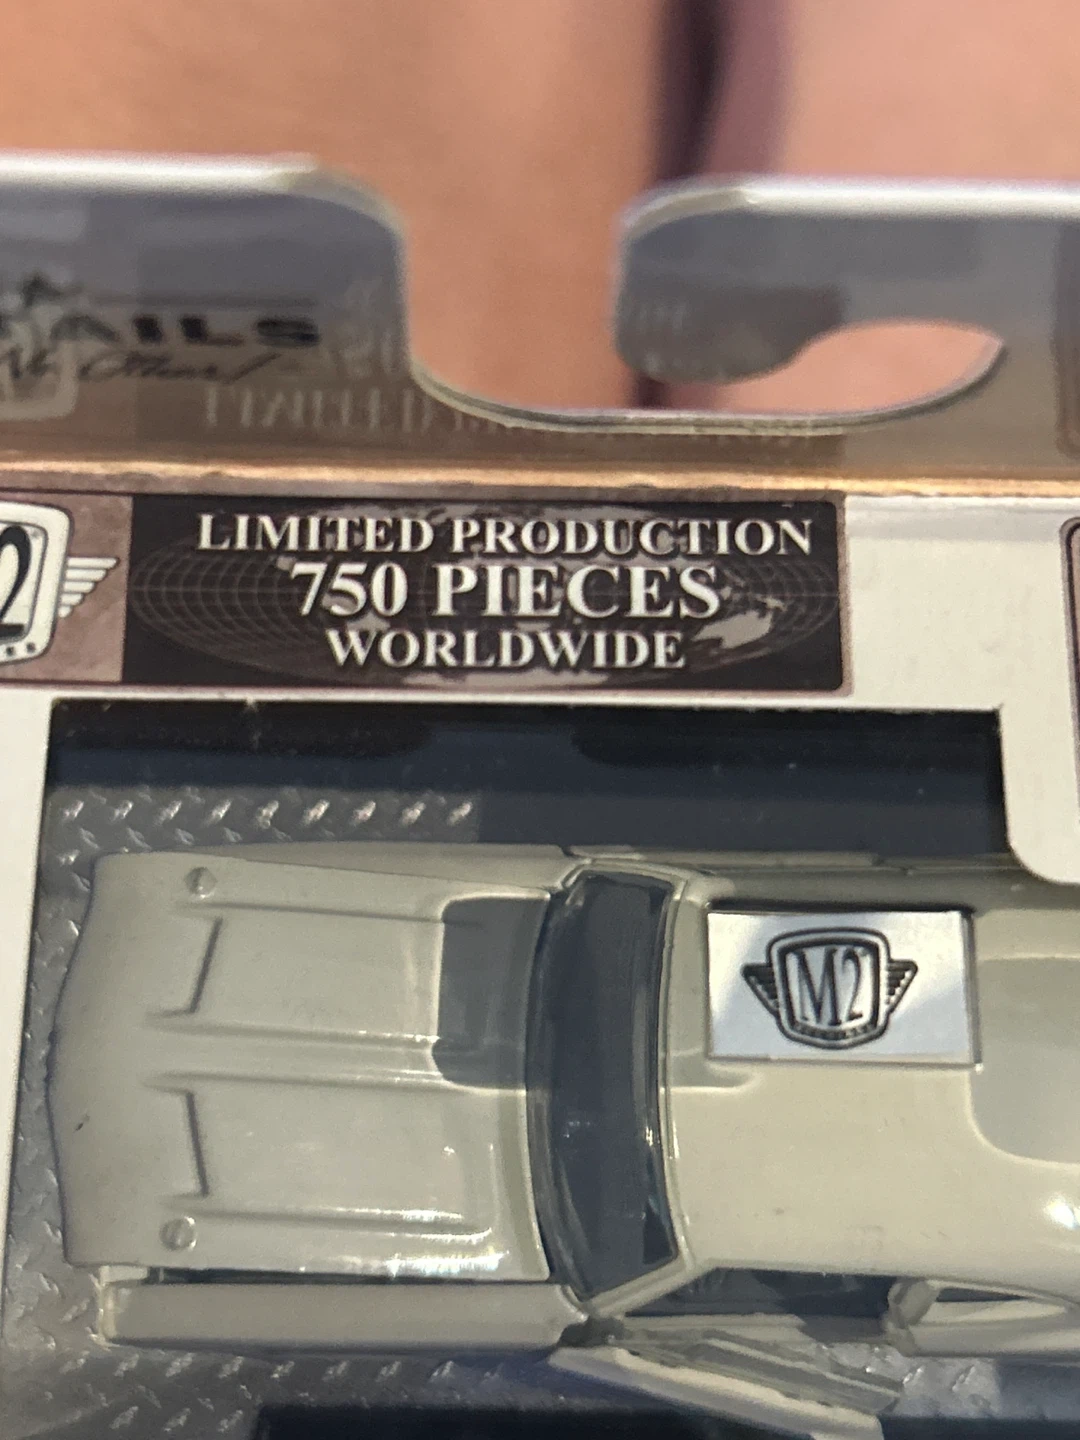 AILS
LIMITED PRODUCTION
750 PIECES
WORLDWIDE
M2